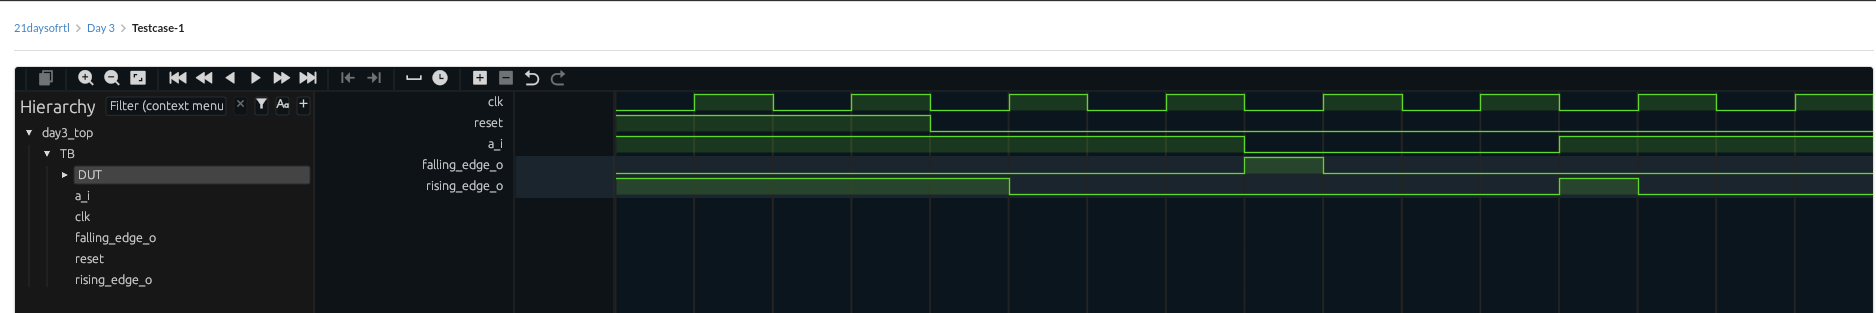 21daysofrtl > Day 3 > Testcase-1
Hierarchy Filter (context menu
day3_top
TB
DUT
a_i
clk
falling_edge_o
reset
rising_edge_o
clk
reset
a_i
falling_edge_o
rising_edge_o